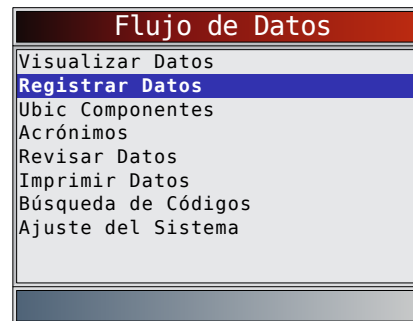 Flujo de Datos
Visualizar Datos
Registrar Datos
Ubic Componentes
Acrónimos
Revisar Datos
Imprimir Datos
Búsqueda de Códigos
Ajuste del Sistema